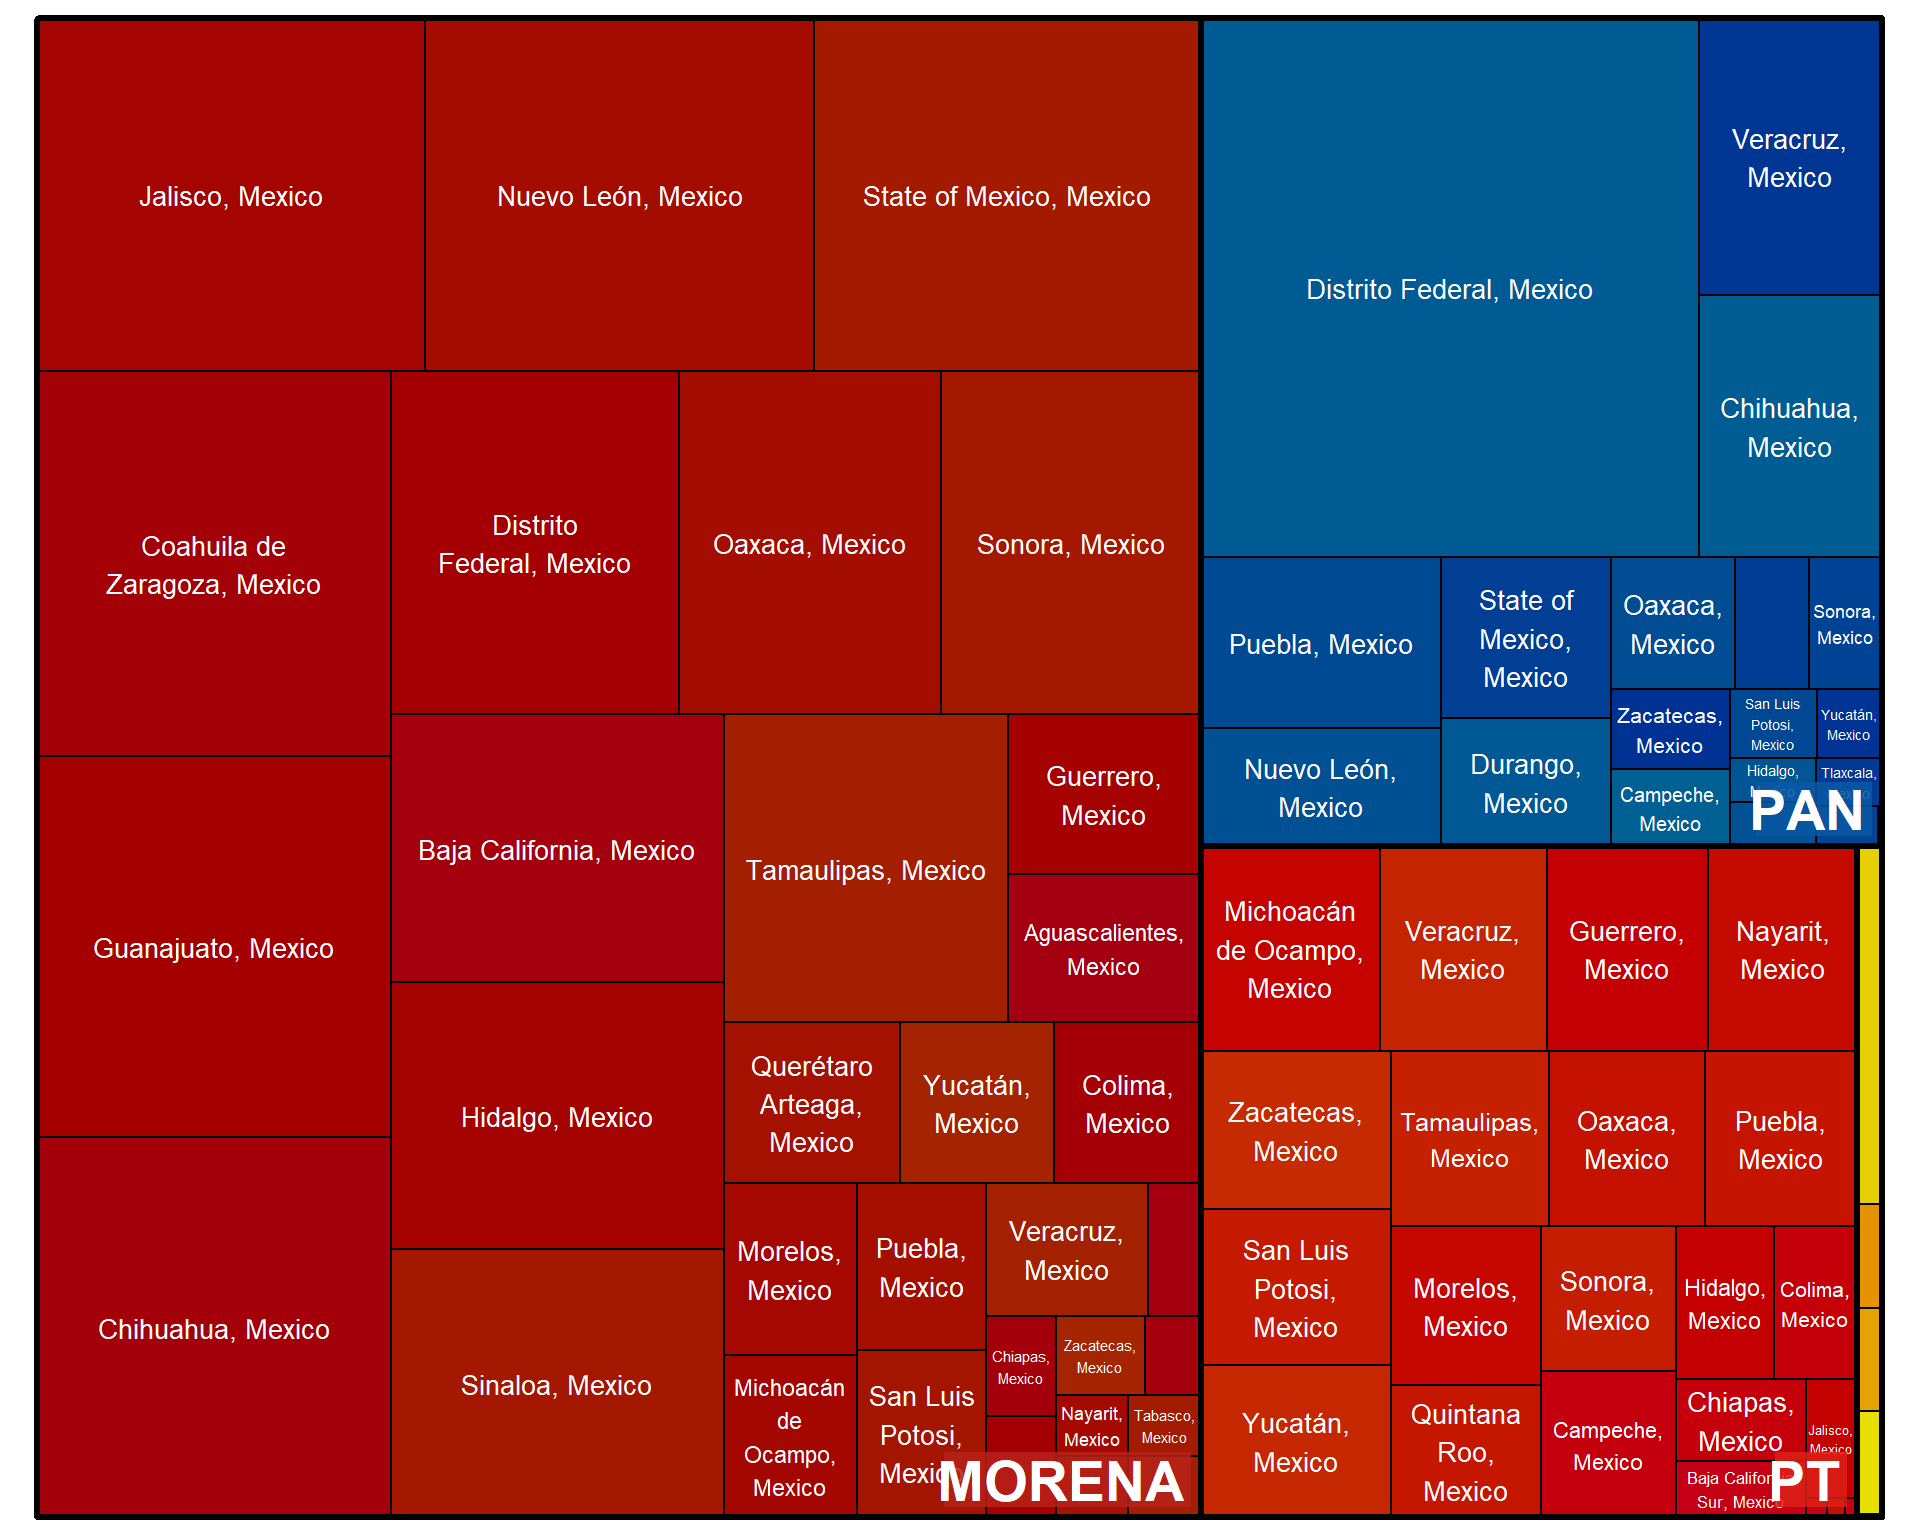 Jalisco, Mexico
Nuevo León, Mexico
State of Mexico, Mexico
Coahuila de
Zaragoza, Mexico
Distrito
Federal, Mexico
Oaxaca, Mexico
Sonora, Mexico
Guanajuato, Mexico
Chihuahua, Mexico
Baja California, Mexico
Hidalgo, Mexico
Sinaloa, Mexico
Tamaulipas, Mexico
Guerrero,
Mexico
Aguascalientes,
Mexico
Querétaro
Arteaga,
Mexico
Yucatán,
Mexico
Colima,
Mexico
Morelos,
Mexico
Michoacán
de
Ocampo,
Mexico
Puebla,
Mexico
San Luis
Potosi,
Mexico
Veracruz,
Mexico
Chiapas,
Mexico
Zacatecas,
Mexico
Nayarit,
Mexico
Tabasco,
Mexico
MORENA
Distrito Federal, Mexico
Veracruz,
Mexico
Chihuahua,
Mexico
Puebla, Mexico
Nuevo León,
Mexico
State of
Mexico,
Mexico
Durango,
Mexico
Oaxaca,
Mexico
Sonora,
Mexico
Zacatecas,
Mexico
Campeche,
Mexico
San Luis
Potosi,
Mexico
Yucatán,
Mexico
Hidalgo,
Tlaxcala,
PAN
Michoacán
de Ocampo,
Mexico
Veracruz,
Mexico
Guerrero,
Mexico
Nayarit,
Mexico
Zacatecas,
Mexico
Tamaulipas,
Mexico
Oaxaca,
Mexico
Puebla,
Mexico
San Luis
Potosi,
Mexico
Yucatán,
Mexico
Morelos,
Mexico
Quintana
Roo,
Mexico
Sonora,
Mexico
Campeche,
Mexico
Hidalgo,
Mexico
Colima,
Mexico
Chiapas,
Mexico
Jalisco,
Mexico
Baja California
Sur, Mexico
PT